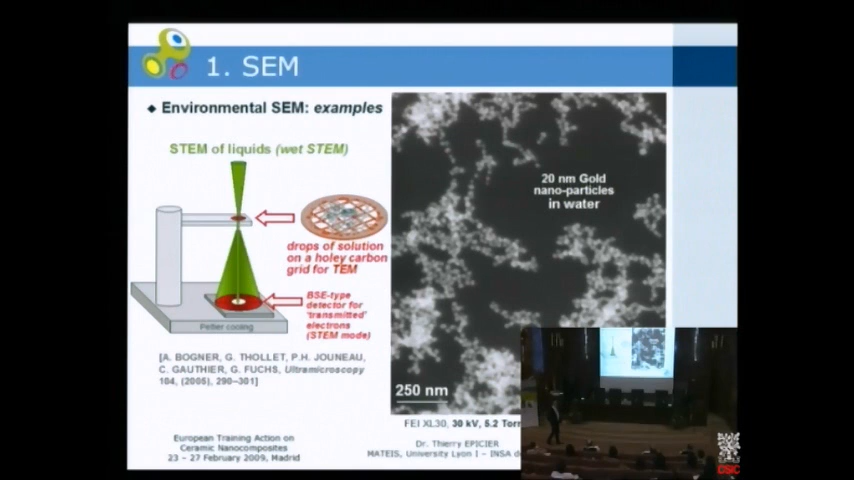 1. SEM
◆ Environmental SEM: examples
STEM of liquids (wet STEM)
drops of solution
on a holey carbon
grid for TEM
BSE-type
detector for
'transmitted'
electrons
(STEM mode)
Peltier cooling
[A. BOGNER, G. THOLLET, P.H. JOUNEAU,
C. GAUTHIER, G. FUCHS, Ultramicroscopy
104, (2005), 290–301]
20 nm Gold
nano-particles
in water
250 nm
FEI XL30, 30 kV, 5.2 Torr
European Training Action on
Ceramic Nanocomposites
23 – 27 February 2009, Madrid
Dr. Thierry EPICIER
MATEIS, University Lyon I – INSA de
CSIC